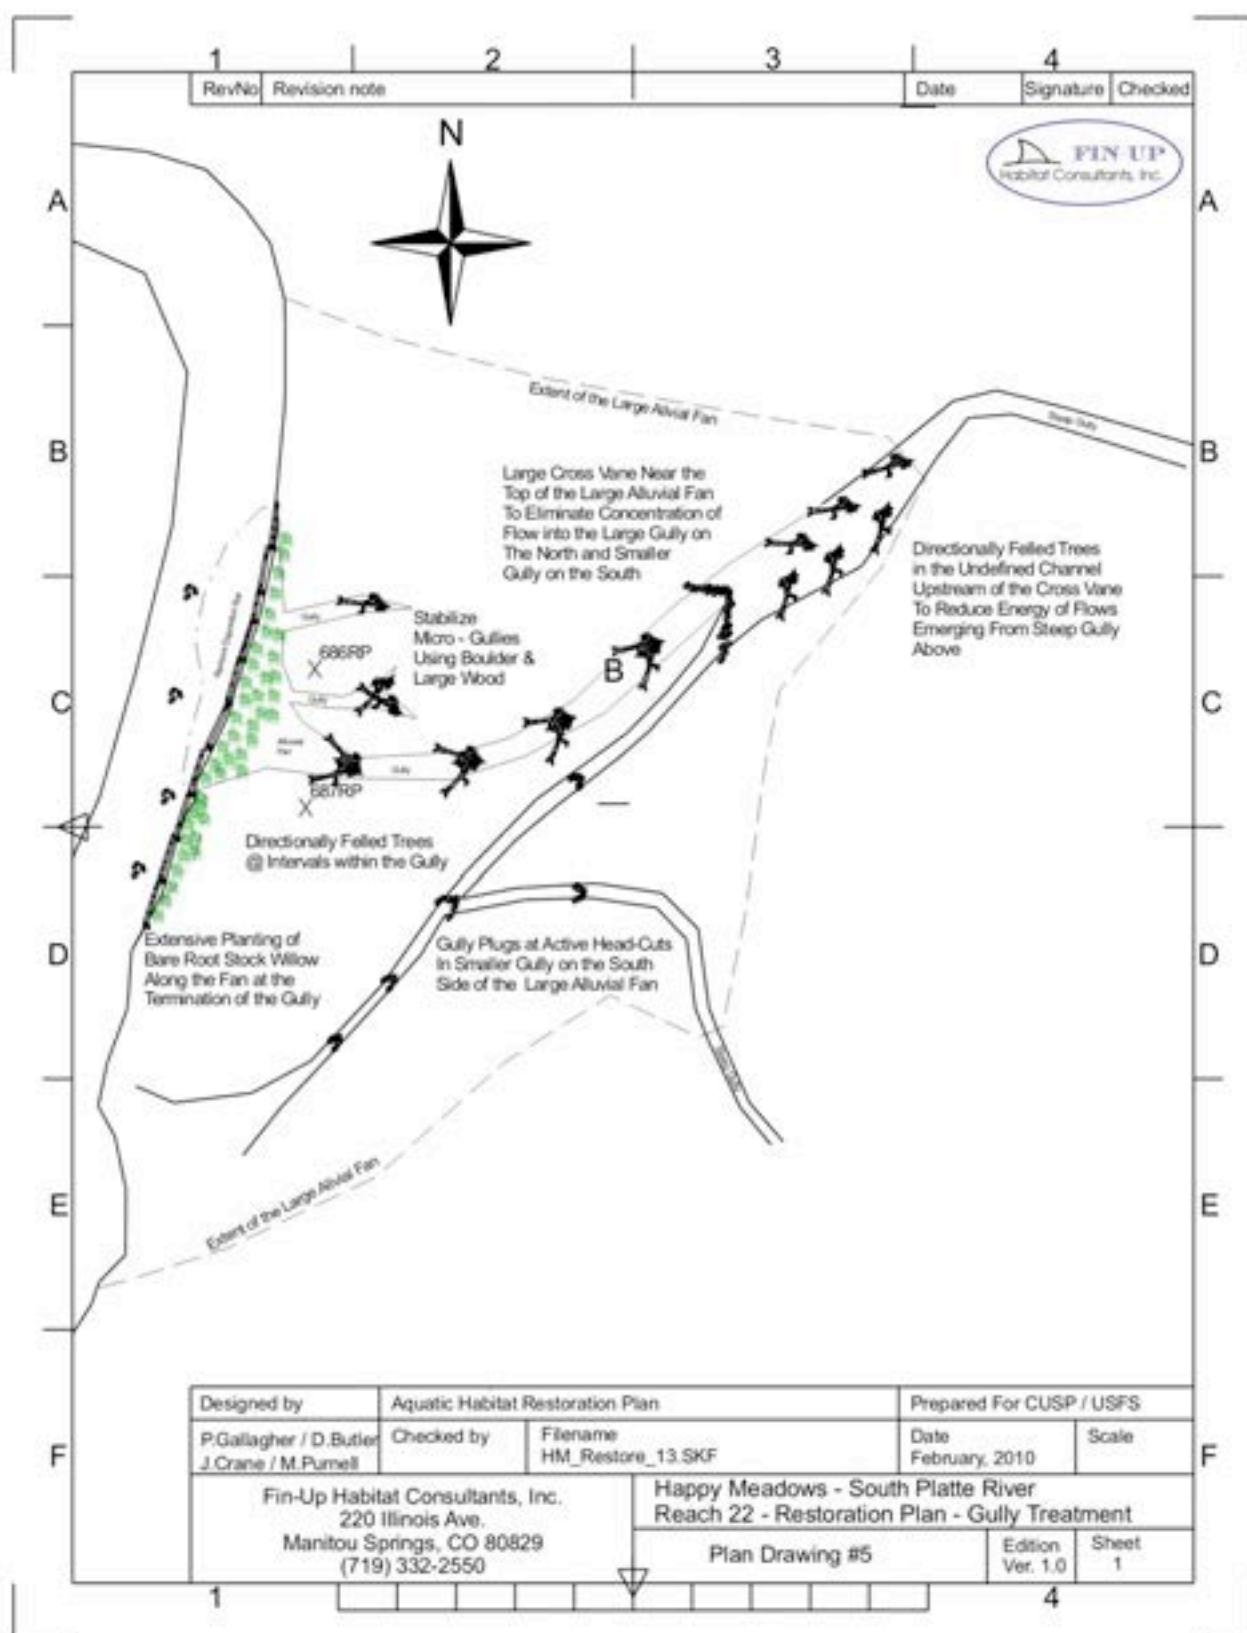 1
2
3
4
RevNo
Revision note
Date
Signature
Checked
N
FIN UP
Habitat Consultants, Inc.
A
A
Extent of the Large Alivial Fan
Steep Gully
B
B
Large Cross Vane Near the
Top of the Large Alluvial Fan
To Eliminate Concentration of
Flow into the Large Gully on
The North and Smaller
Gully on the South
Directionally Felled Trees
in the Undefined Channel
Upstream of the Cross Vane
To Reduce Energy of Flows
Emerging From Steep Gully
Above
Gully
Stabilize
Micro - Gullies
Using Boulder &
Large Wood
686RP
B
C
C
Gully
Alluvial
Fan
Gully
687RP
Directionally Felled Trees
@ Intervals within the Gully
D
D
Extensive Planting of
Bare Root Stock Willow
Along the Fan at the
Termination of the Gully
Gully Plugs at Active Head-Cuts
In Smaller Gully on the South
Side of the Large Alluvial Fan
Extent of the Large Alivial Fan
E
E
Designed by
Aquatic Habitat Restoration Plan
Prepared For CUSP / USFS
P.Gallagher / D.Butler
J.Crane / M.Purnell
Checked by
Filename
HM_Restore_13.SKF
Date
February, 2010
Scale
F
F
Fin-Up Habitat Consultants, Inc.
220 Illinois Ave.
Manitou Springs, CO 80829
(719) 332-2550
Happy Meadows - South Platte River
Reach 22 - Restoration Plan - Gully Treatment
Plan Drawing #5
Edition
Ver. 1.0
Sheet
1
1
4